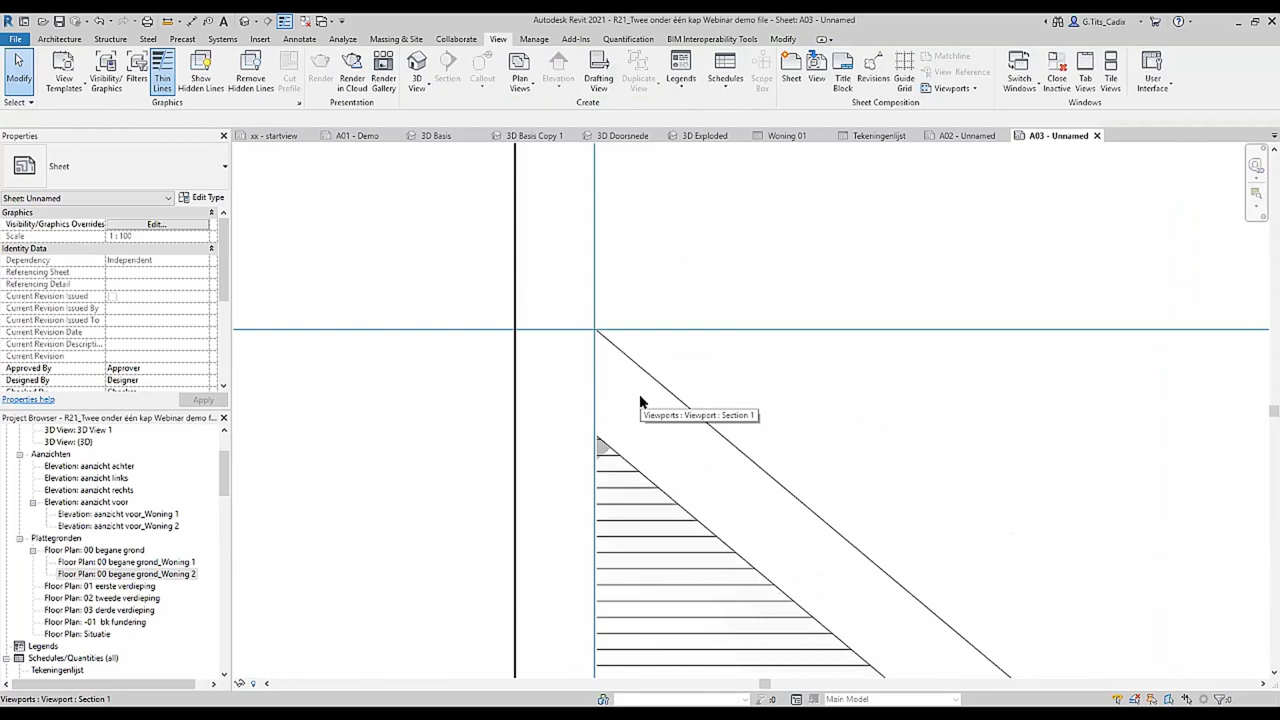 Autodesk Revit 2021 - R21_Twee onder één kap Webinar demo file - Sheet: A03 - Unnamed
G.Tits_Cadix
File Architecture Structure Steel Precast Systems Insert Annotate Analyze Massing & Site Collaborate View Manage Add-Ins Quantification BIM Interoperability Tools Modify
Modify
View Templates
Visibility/ Graphics
Filters
Thin Lines
Show Hidden Lines
Remove Hidden Lines
Cut Profile
Render
Render in Cloud
Render Gallery
3D View
Section
Callout
Plan Views
Elevation
Drafting View
Duplicate View
Legends
Schedules
Scope Box
Sheet
View
Title Block
Revisions
Guide Grid
Matchline
View Reference
Viewports
Switch Windows
Close Inactive
Tab Views
Tile Views
User Interface
Select
Graphics
Presentation
Create
Sheet Composition
Windows
Properties
xx - startview
A01 - Demo
3D Basis
3D Basis Copy 1
3D Doorsnede
3D Exploded
Woning 01
Tekeningenlijst
A02 - Unnamed
A03 - Unnamed
Sheet
Sheet: Unnamed
Edit Type
Graphics
Visibility/Graphics Overrides Edit...
Scale 1 : 100
Identity Data
Dependency Independent
Referencing Sheet
Referencing Detail
Current Revision Issued
Current Revision Issued By
Current Revision Issued To
Current Revision Date
Current Revision Descripti...
Current Revision
Approved By Approver
Designed By Designer
Properties help
Apply
Project Browser - R21_Twee onder één kap Webinar demo f...
3D View: 3D View 1
3D View: {3D}
Aanzichten
Elevation: aanzicht achter
Elevation: aanzicht links
Elevation: aanzicht rechts
Elevation: aanzicht voor
Elevation: aanzicht voor_Woning 1
Elevation: aanzicht voor_Woning 2
Plattegronden
Floor Plan: 00 begane grond
Floor Plan: 00 begane grond_Woning 1
Floor Plan: 00 begane grond_Woning 2
Floor Plan: 01 eerste verdieping
Floor Plan: 02 tweede verdieping
Floor Plan: 03 derde verdieping
Floor Plan: -01 bk fundering
Floor Plan: Situatie
Legends
Schedules/Quantities (all)
Tekeningenlijst
Viewports : Viewport : Section 1
Viewports : Viewport : Section 1
:0
Main Model
:0